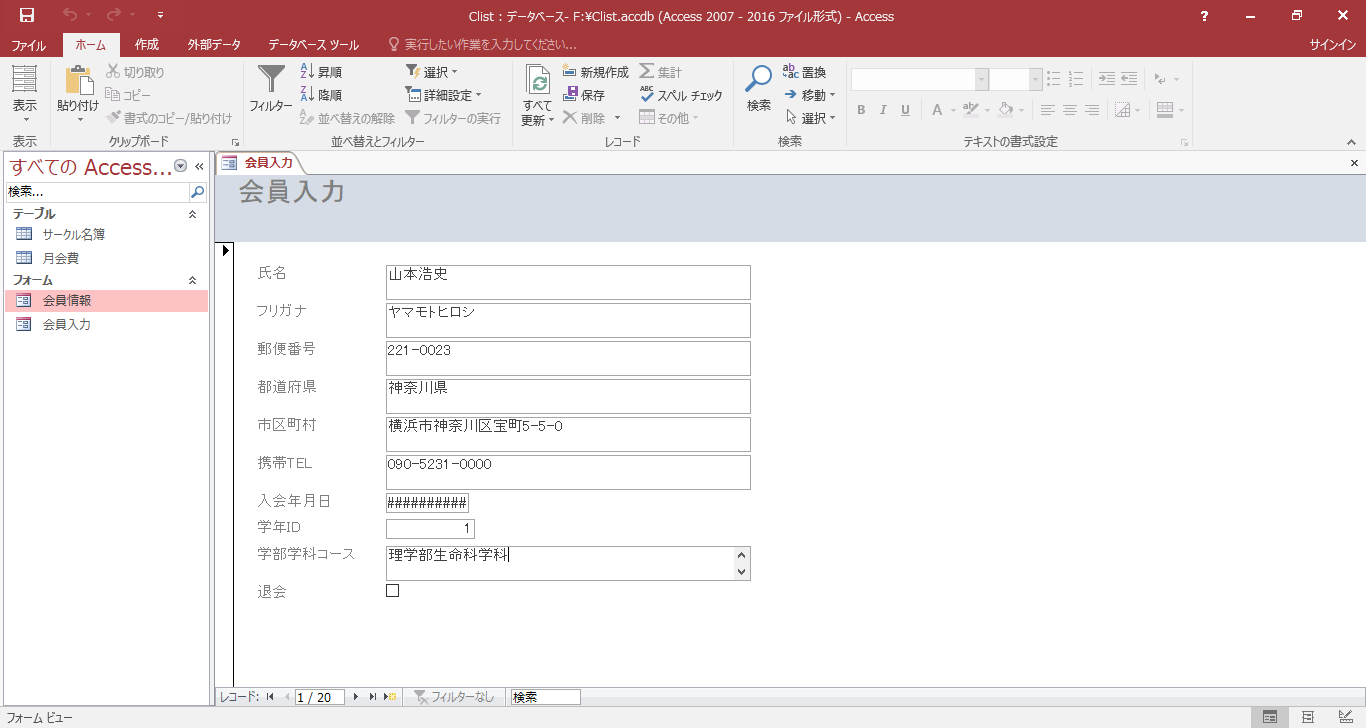 Clist : データベース- F:¥Clist.accdb (Access 2007 - 2016 ファイル形式) - Access
?
ファイル ホーム 作成 外部データ データベース ツール 実行したい作業を入力してください... サインイン
表示
表示
貼り付け
切り取り
コピー
書式のコピー/貼り付け
クリップボード
フィルター
昇順
降順
並べ替えの解除
選択
詳細設定
フィルターの実行
並べ替えとフィルター
すべて
更新
新規作成
保存
削除
集計
スペル チェック
その他
レコード
検索
置換
移動
選択
検索
B I U A
テキストの書式設定
すべての Access...
検索...
テーブル
サークル名簿
月会費
フォーム
会員情報
会員入力
会員入力
会員入力
氏名 山本浩史
フリガナ ヤマモトヒロシ
郵便番号 221-0023
都道府県 神奈川県
市区町村 横浜市神奈川区宝町5-5-0
携帯TEL 090-5231-0000
入会年月日 ##########
学年ID 1
学部学科コース 理学部生命科学科
退会
レコード: 1 / 20 フィルターなし 検索
フォーム ビュー